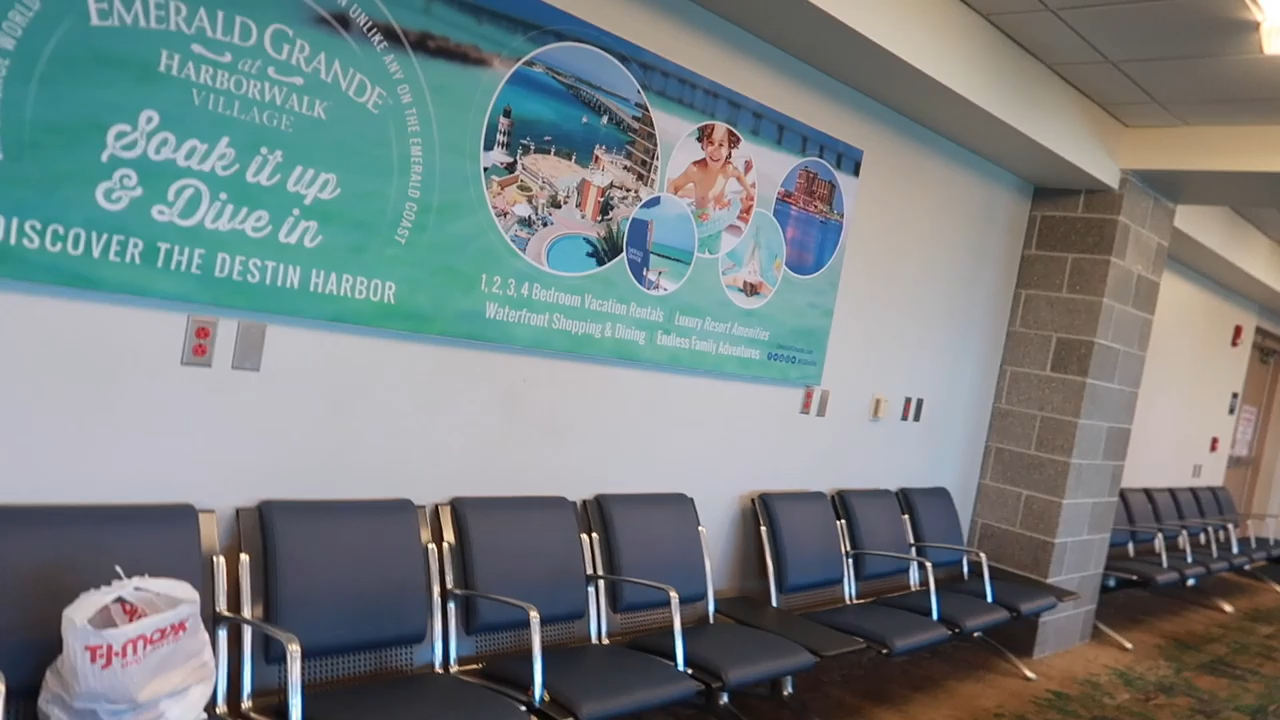 EMERALD GRANDE
at
HARBORWALK
VILLAGE
Soak it up
& Dive in
DISCOVER THE DESTIN HARBOR
UNLIKE ANY ON THE EMERALD COAST
WORLD
1, 2, 3, 4 Bedroom Vacation Rentals | Luxury Resort Amenities
Waterfront Shopping & Dining | Endless Family Adventures
T·J·maxx